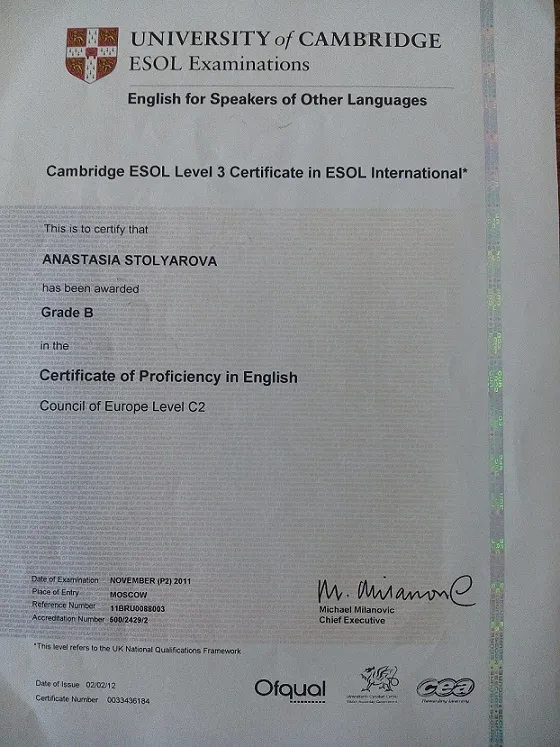 UNIVERSITY of CAMBRIDGE
ESOL Examinations
English for Speakers of Other Languages
Cambridge ESOL Level 3 Certificate in ESOL International*
This is to certify that
ANASTASIA STOLYAROVA
has been awarded
Grade B
in the
Certificate of Proficiency in English
Council of Europe Level C2
Date of Examination NOVEMBER (P2) 2011
Place of Entry MOSCOW
Reference Number 11BRU0088003
Accreditation Number 500/2429/2
M. Milanovic
Michael Milanovic
Chief Executive
*This level refers to the UK National Qualifications Framework
Date of Issue 02/02/12
Certificate Number 0033436184
Ofqual
cea